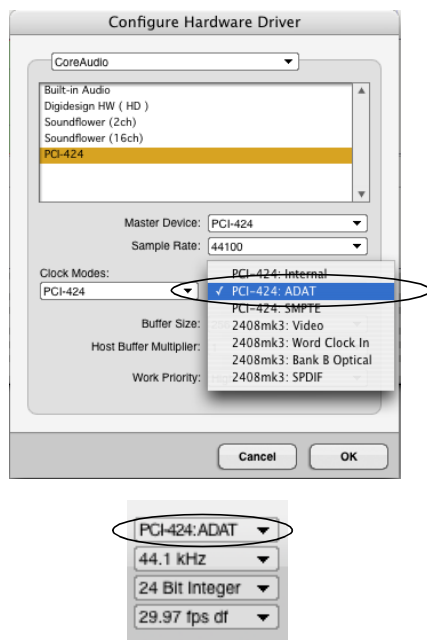 Configure Hardware Driver
CoreAudio
Built-in Audio
Digidesign HW ( HD )
Soundflower (2ch)
Soundflower (16ch)
PCI-424
Master Device: PCI-424
Sample Rate: 44100
Clock Modes:
PCI-424
PCI-424: Internal
✓ PCI-424: ADAT
PCI-424: SMPTE
2408mk3: Video
2408mk3: Word Clock In
2408mk3: Bank B Optical
2408mk3: SPDIF
Buffer Size:
Host Buffer Multiplier:
Work Priority:
Cancel OK
PCI-424:ADAT
44.1 kHz
24 Bit Integer
29.97 fps df